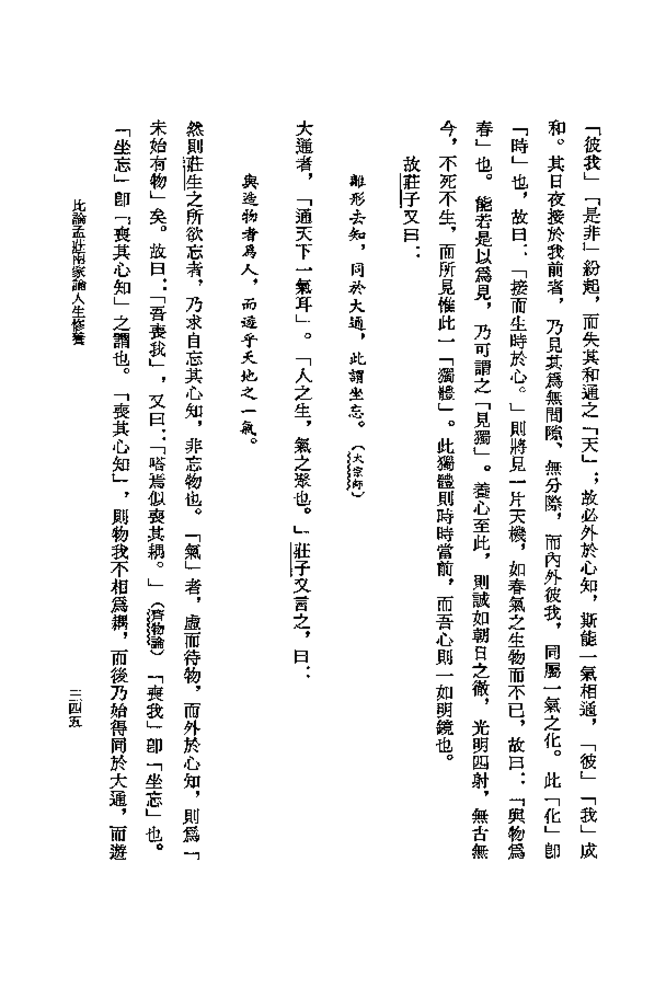 「彼我」「是非」紛起，而失其和通之「天」；故必外於心知，斯能一氣相通，「彼」「我」成
和。其日夜接於我前者，乃見其爲無間隙、無分際，而內外彼我，同屬一氣之化。此「化」卽
「時」也，故曰：「接而生時於心。」則將見一片天機，如春氣之生物而不已，故曰：「與物爲
春」也。能若是以爲見，乃可謂之「見獨」。養心至此，則誠如朝日之徹，光明四射，無古無
今，不死不生，而所見惟此一「獨體」。此獨體則時時當前，而吾心則一如明鏡也。
故莊子又曰：
離形去知，同於大通，此謂坐忘。（大宗師）
大通者，「通天下一氣耳」。「人之生，氣之聚也。」莊子又言之，曰：
與造物者爲人，而遊乎天地之一氣。
然則莊生之所欲忘者，乃求自忘其心知，非忘物也。「氣」者，虛而待物，而外於心知，則爲「
未始有物」矣。故曰：「吾喪我」，又曰：「嗒焉似喪其耦。」（齊物論）「喪我」卽「坐忘」也。
「坐忘」卽「喪其心知」之謂也。「喪其心知」，則物我不相爲耦，而後乃始得同於大通，而遊
比論孟莊兩家論人生修養
三四五